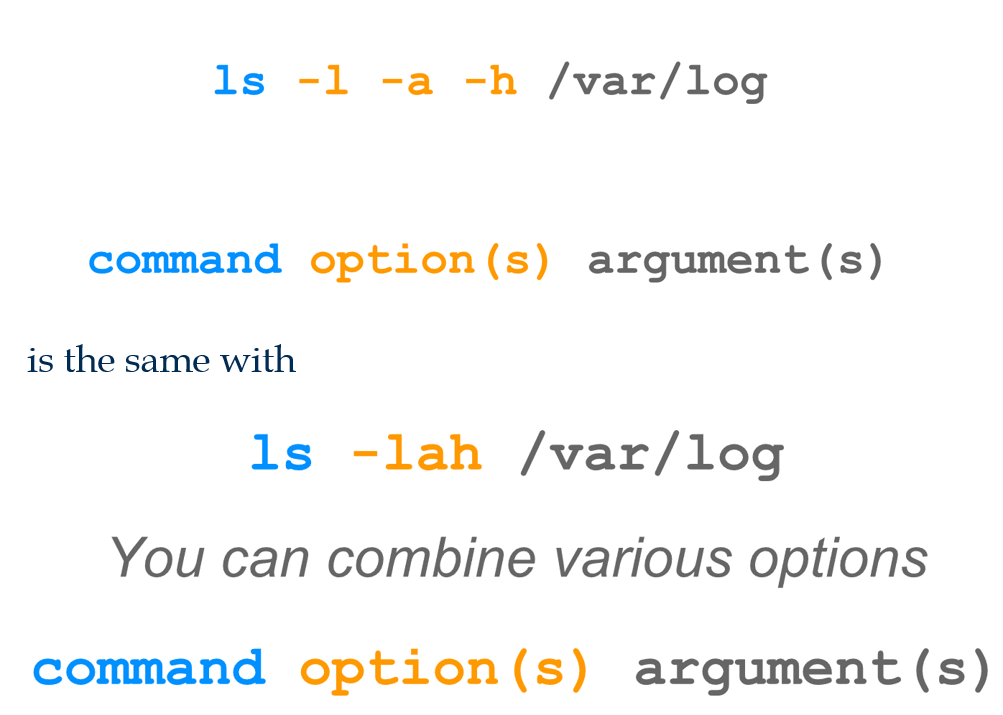 ls -l -a -h /var/log
command option(s) argument(s)
is the same with
ls -lah /var/log
You can combine various options
command option(s) argument(s)